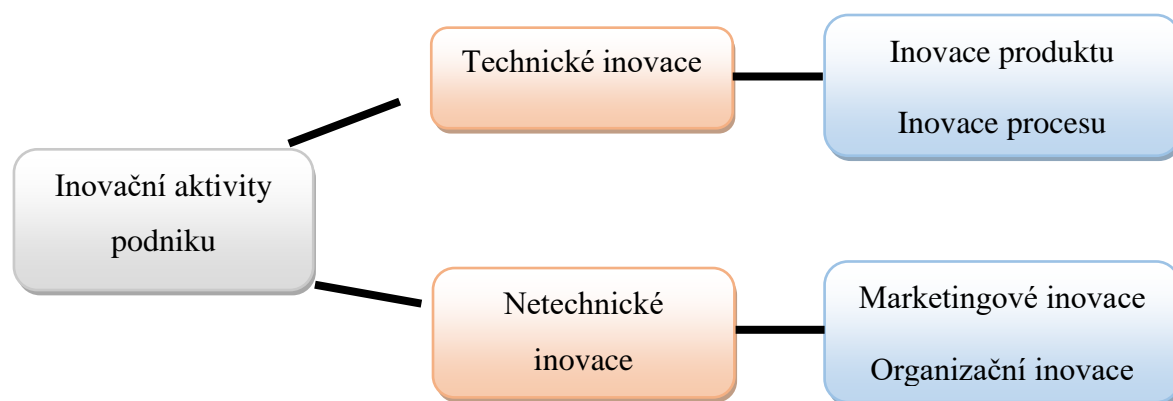 Technické inovace
Inovace produktu
Inovace procesu
Inovační aktivity
podniku
Netechnické
inovace
Marketingové inovace
Organizační inovace